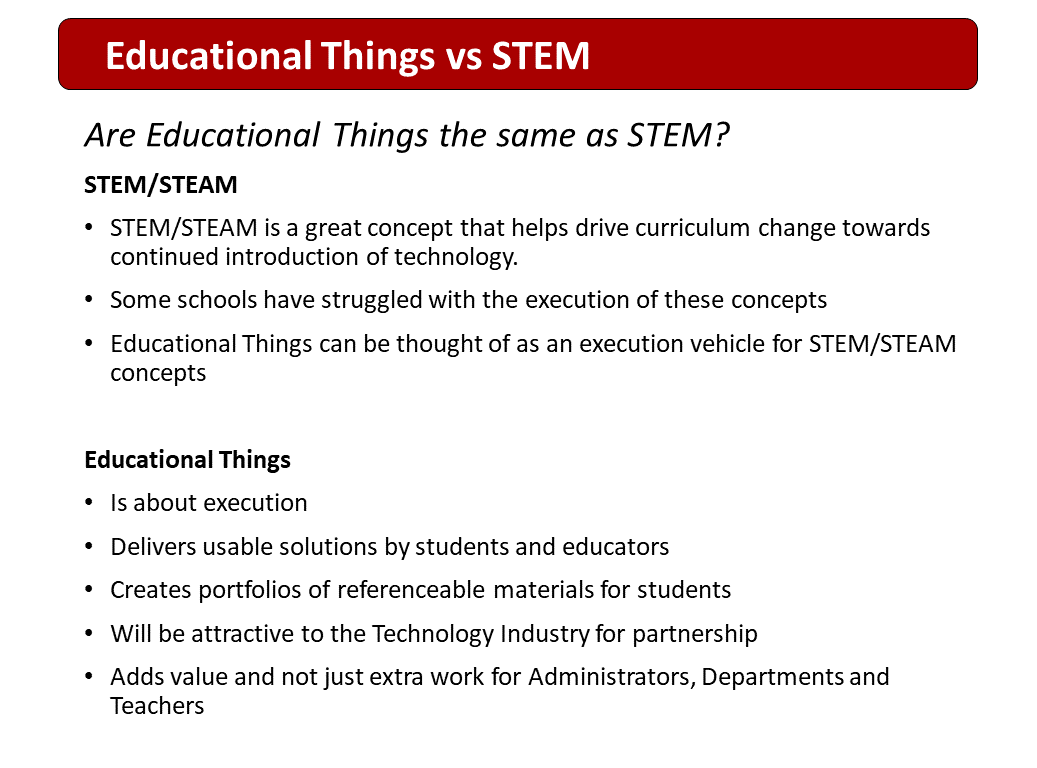 Educational Things vs STEM
Are Educational Things the same as STEM?
STEM/STEAM
• STEM/STEAM is a great concept that helps drive curriculum change towards
continued introduction of technology.
• Some schools have struggled with the execution of these concepts
• Educational Things can be thought of as an execution vehicle for STEM/STEAM
concepts
Educational Things
• Is about execution
• Delivers usable solutions by students and educators
• Creates portfolios of referenceable materials for students
• Will be attractive to the Technology Industry for partnership
• Adds value and not just extra work for Administrators, Departments and
Teachers